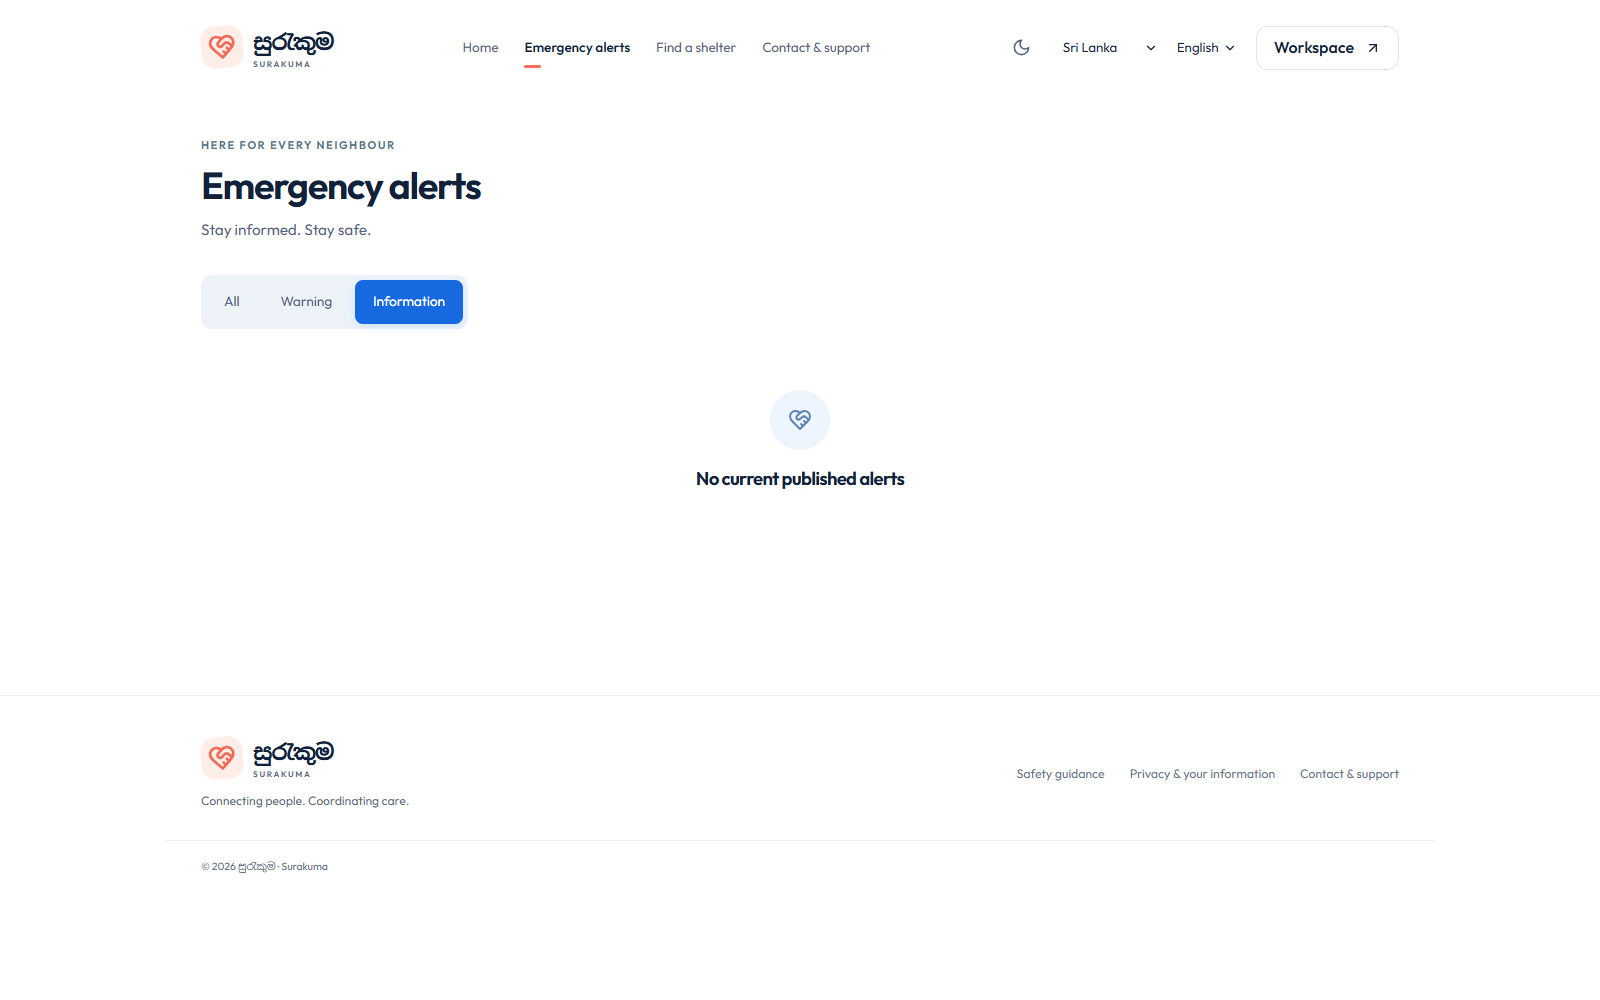 සුරැකුම
SURAKUMA
Home
Emergency alerts
Find a shelter
Contact & support
Sri Lanka
English
Workspace
HERE FOR EVERY NEIGHBOUR
Emergency alerts
Stay informed. Stay safe.
All
Warning
Information
No current published alerts
සුරැකුම
SURAKUMA
Connecting people. Coordinating care.
Safety guidance
Privacy & your information
Contact & support
© 2026 සුරැකුම · Surakuma